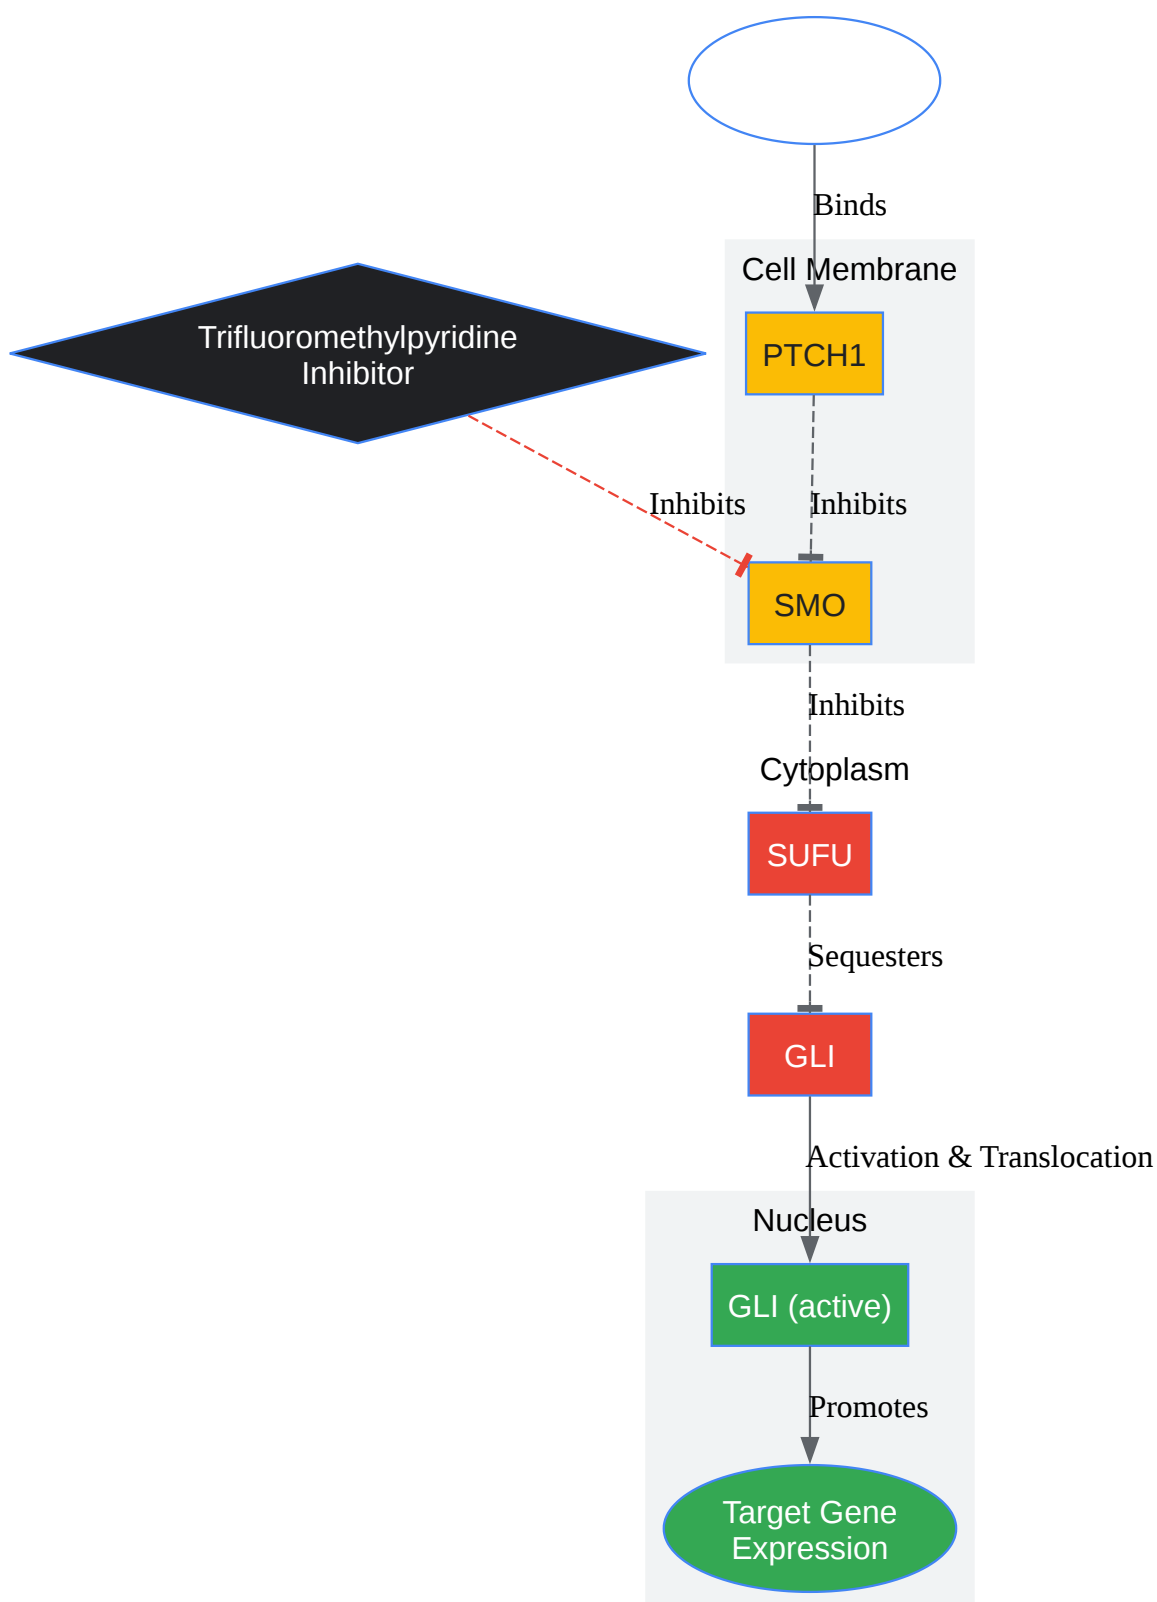 Binds
Cell Membrane
Trifluoromethylpyridine
Inhibitor
PTCH1
Inhibits
Inhibits
SMO
Inhibits
Cytoplasm
SUFU
Sequesters
GLI
Activation & Translocation
Nucleus
GLI (active)
Promotes
Target Gene
Expression